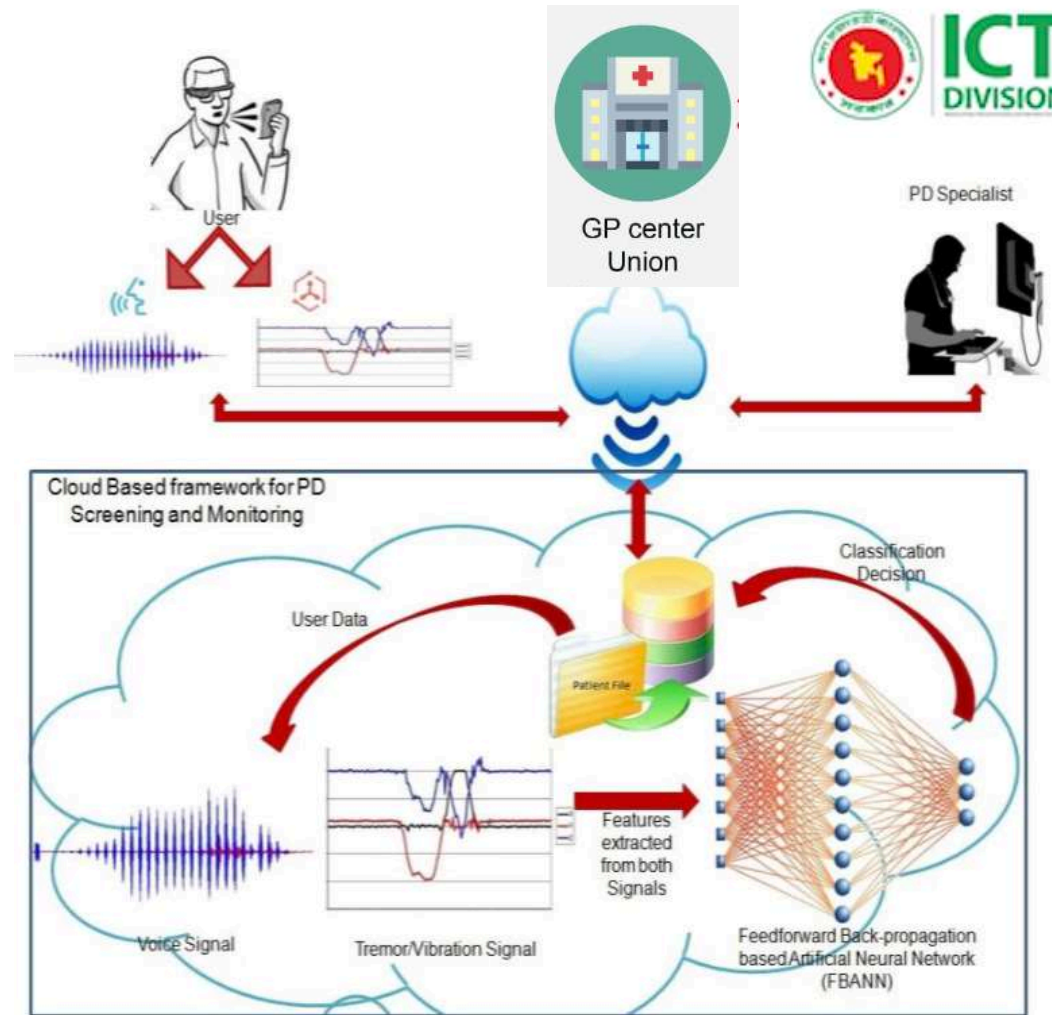 ICT
DIVISION
PD Specialist
User
GP center
Union
Cloud Based framework for PD
Screening and Monitoring
Classification
Decision
User Data
Patient File
Features
extracted
from both
Signals
Voice Signal
Tremor/Vibration Signal
Feedforward Back-propagation
based Artificial Neural Network
(FBANN)